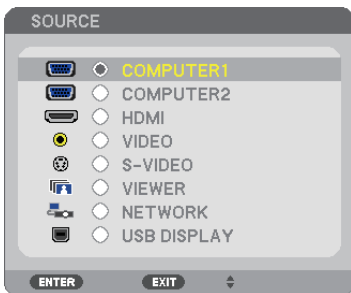 SOURCE
COMPUTER1
COMPUTER2
HDMI
VIDEO
S-VIDEO
VIEWER
NETWORK
USB DISPLAY
ENTER EXIT